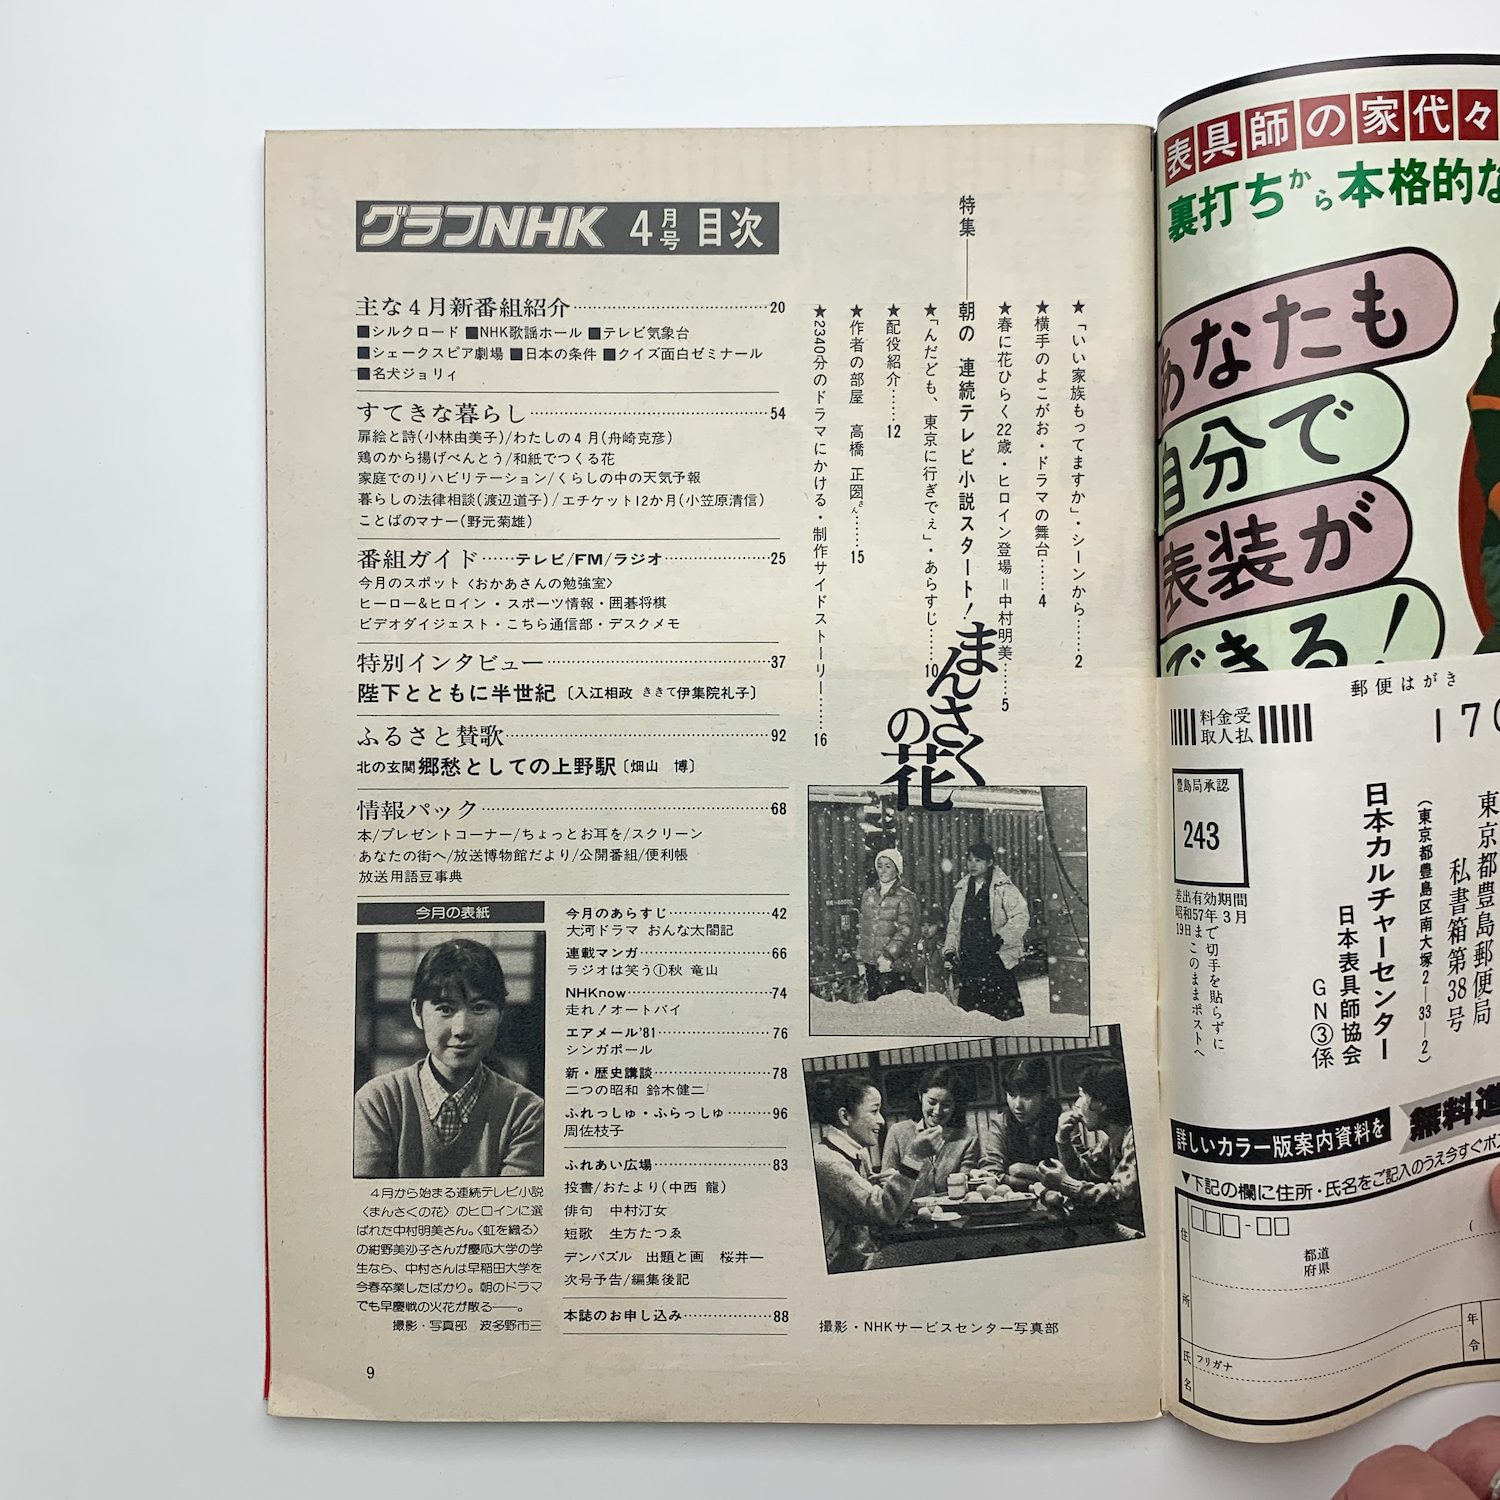 グラフNHK 4月号 目次
主な4月新番組紹介……20
■シルクロード ■NHK歌謡ホール ■テレビ気象台
■シェークスピア劇場 ■日本の条件 ■クイズ面白ゼミナール
■名犬ジョリィ
すてきな暮らし……54
扉絵と詩(小林由美子)/わたしの4月(舟崎克彦)
鶏のから揚げべんとう/和紙でつくる花
家庭でのリハビリテーション/くらしの中の天気予報
暮らしの法律相談(渡辺道子)/エチケット12か月(小笠原清信)
ことばのマナー(野元菊雄)
番組ガイド……テレビ/FM/ラジオ……25
今月のスポット〈おかあさんの勉強室〉
ヒーロー&ヒロイン・スポーツ情報・囲碁将棋
ビデオダイジェスト・こちら通信部・デスクメモ
特別インタビュー……37
陛下とともに半世紀〔入江相政 ききて伊集院礼子〕
ふるさと賛歌……92
北の玄関郷愁としての上野駅〔畑山 博〕
情報パック……68
本/プレゼントコーナー/ちょっとお耳を/スクリーン
あなたの街へ/放送博物館だより/公開番組/便利帳
放送用語豆事典
今月の表紙
4月から始まる連続テレビ小説
〈まんさくの花〉のヒロインに選
ばれた中村明美さん。〈虹を織る〉
の紺野美沙子さんが慶応大学の学
生なら、中村さんは早稲田大学を
今春卒業したばかり。朝のドラマ
でも早慶戦の火花が散る——。
撮影・写真部 波多野市三
今月のあらすじ……42
大河ドラマ おんな太閤記
連載マンガ……66
ラジオは笑う①秋 竜山
NHKnow……74
走れ!オートバイ
エアメール'81……76
シンガポール
新・歴史講談……78
二つの昭和 鈴木健二
ふれっしゅ・ふらっしゅ……96
周佐枝子
ふれあい広場……83
投書/おたより(中西 龍)
俳句 中村汀女
短歌 生方たつゑ
デンパズル 出題と画 桜井一
次号予告/編集後記
本誌のお申し込み……88
9
特集——朝の 連続テレビ小説スタート!
まんさくの花
★「いい家族もってますか」・シーンから……2
★横手のよこがお・ドラマの舞台……4
★春に花ひらく22歳・ヒロイン登場=中村明美……5
★「んだども、東京に行ぎでぇ」・あらすじ……10
★配役紹介……12
★作者の部屋 高橋 正圀さん……15
★2340分のドラマにかける・制作サイドストーリー……16
撮影・NHKサービスセンター写真部
表具師の家代々
裏打ちから本格的な
あなたも
自分で
表装が
できる!
郵便はがき
170
料金受
取人払
豊島局承認
243
差出有効期間
昭和57年3月
19日まで切手を貼らずに
このままポストへ
東京都豊島郵便局
私書箱第38号
(東京都豊島区南大塚2—33—2)
日本カルチャーセンター
日本表具師協会
GN③係
詳しいカラー版案内資料を
無料進
▼下記の欄に住所・氏名をご記入のうえ今すぐポス
住所
都道
府県
フリガナ
氏名
年令